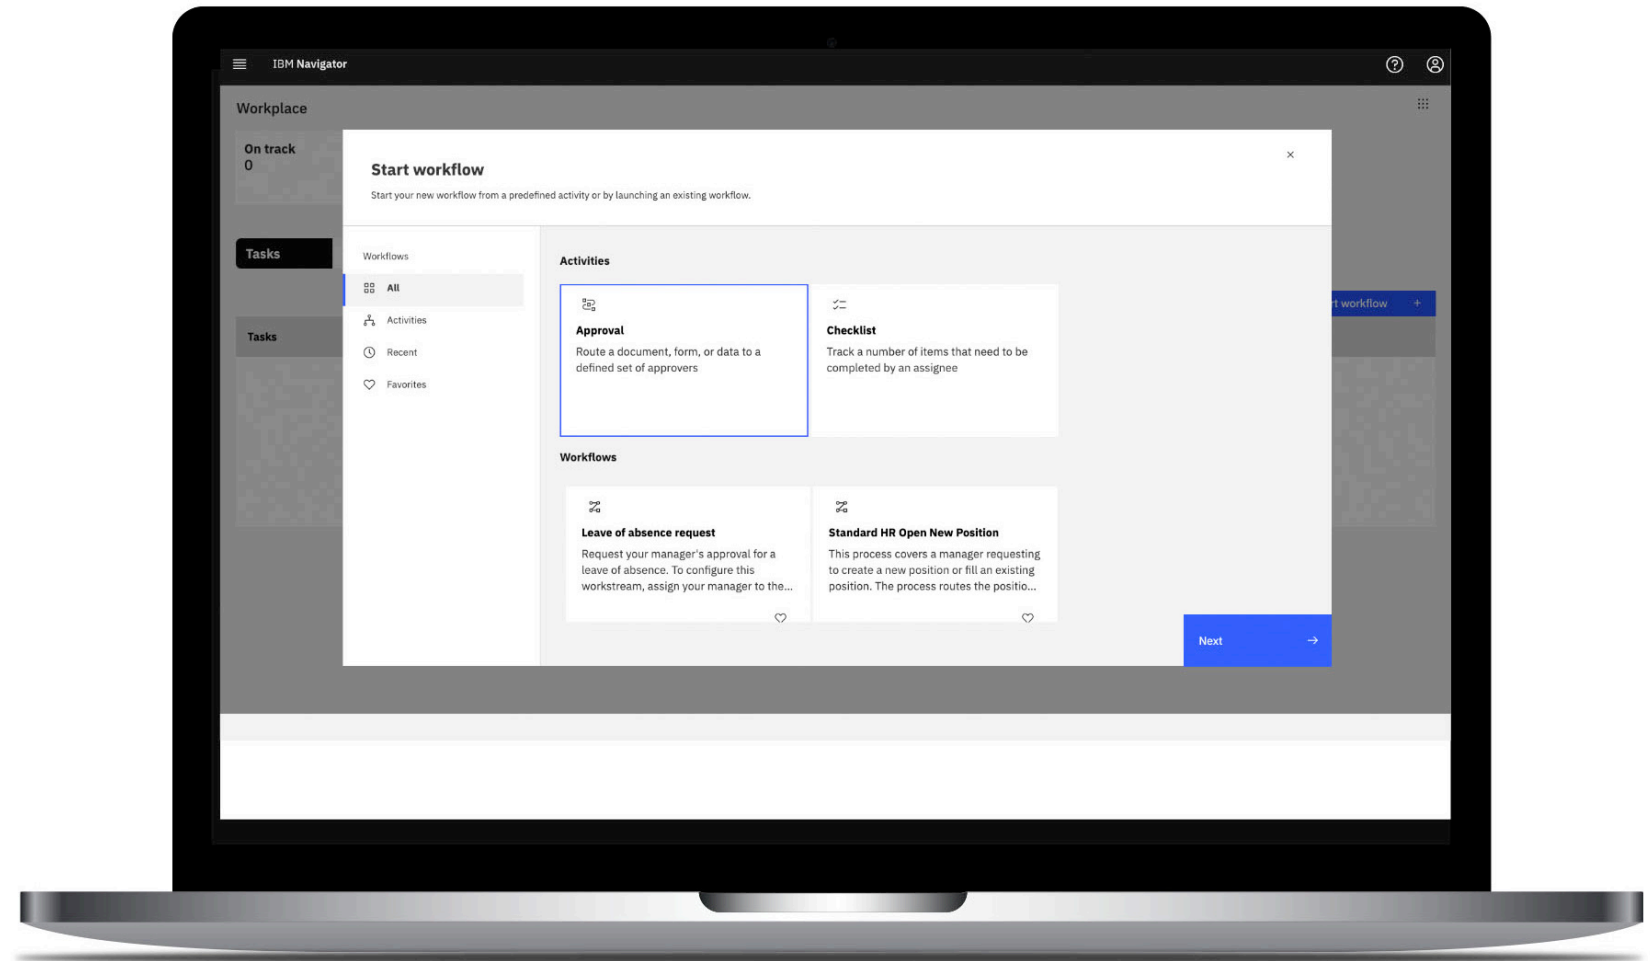 IBM Navigator
Workplace
On track
0
Start workflow
Start your new workflow from a predefined activity or by launching an existing workflow.
Tasks
Workflows
All
Activities
Recent
Favorites
Activities
Approval
Route a document, form, or data to a
defined set of approvers
Checklist
Track a number of items that need to be
completed by an assignee
rt workflow +
Tasks
Workflows
Leave of absence request
Request your manager's approval for a
leave of absence. To configure this
workstream, assign your manager to the...
Standard HR Open New Position
This process covers a manager requesting
to create a new position or fill an existing
position. The process routes the positio...
Next